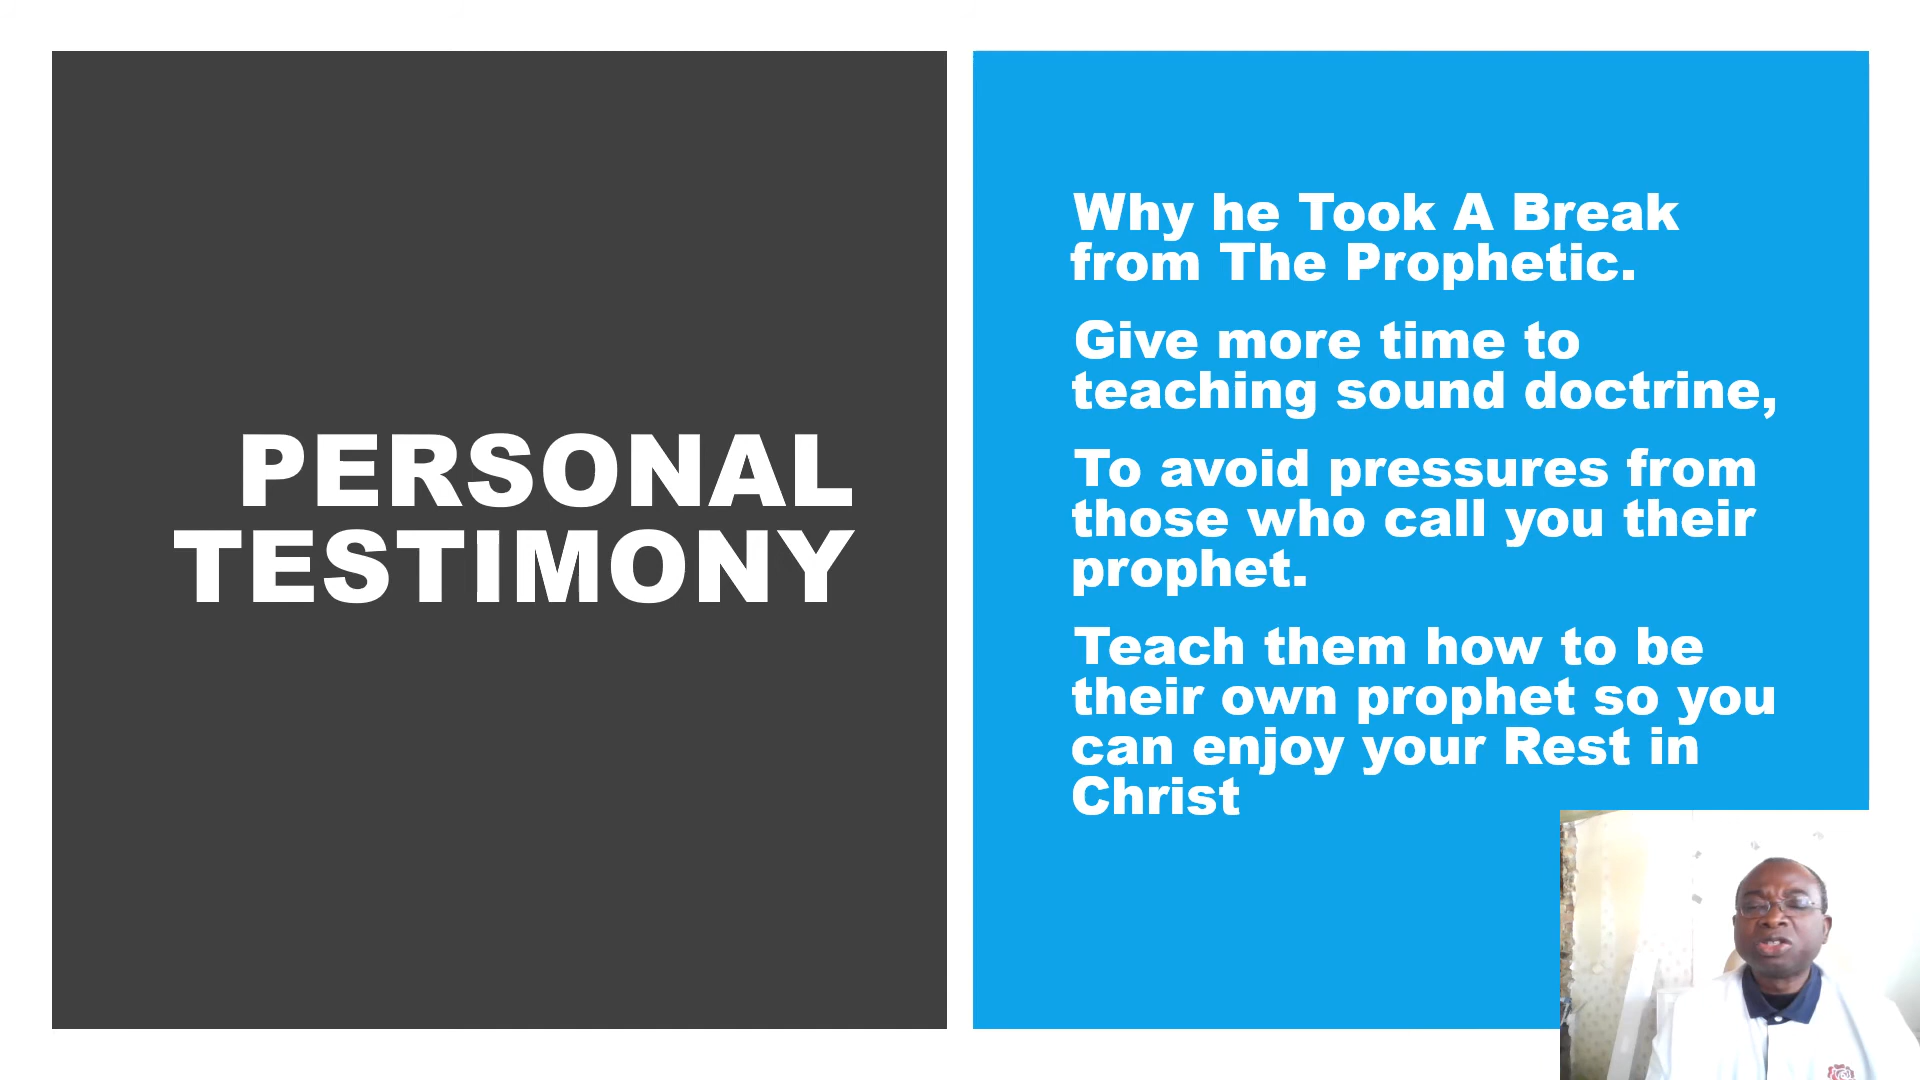 PERSONAL
TESTIMONY
Why he Took A Break
from The Prophetic.
Give more time to
teaching sound doctrine,
To avoid pressures from
those who call you their
prophet.
Teach them how to be
their own prophet so you
can enjoy your Rest in
Christ